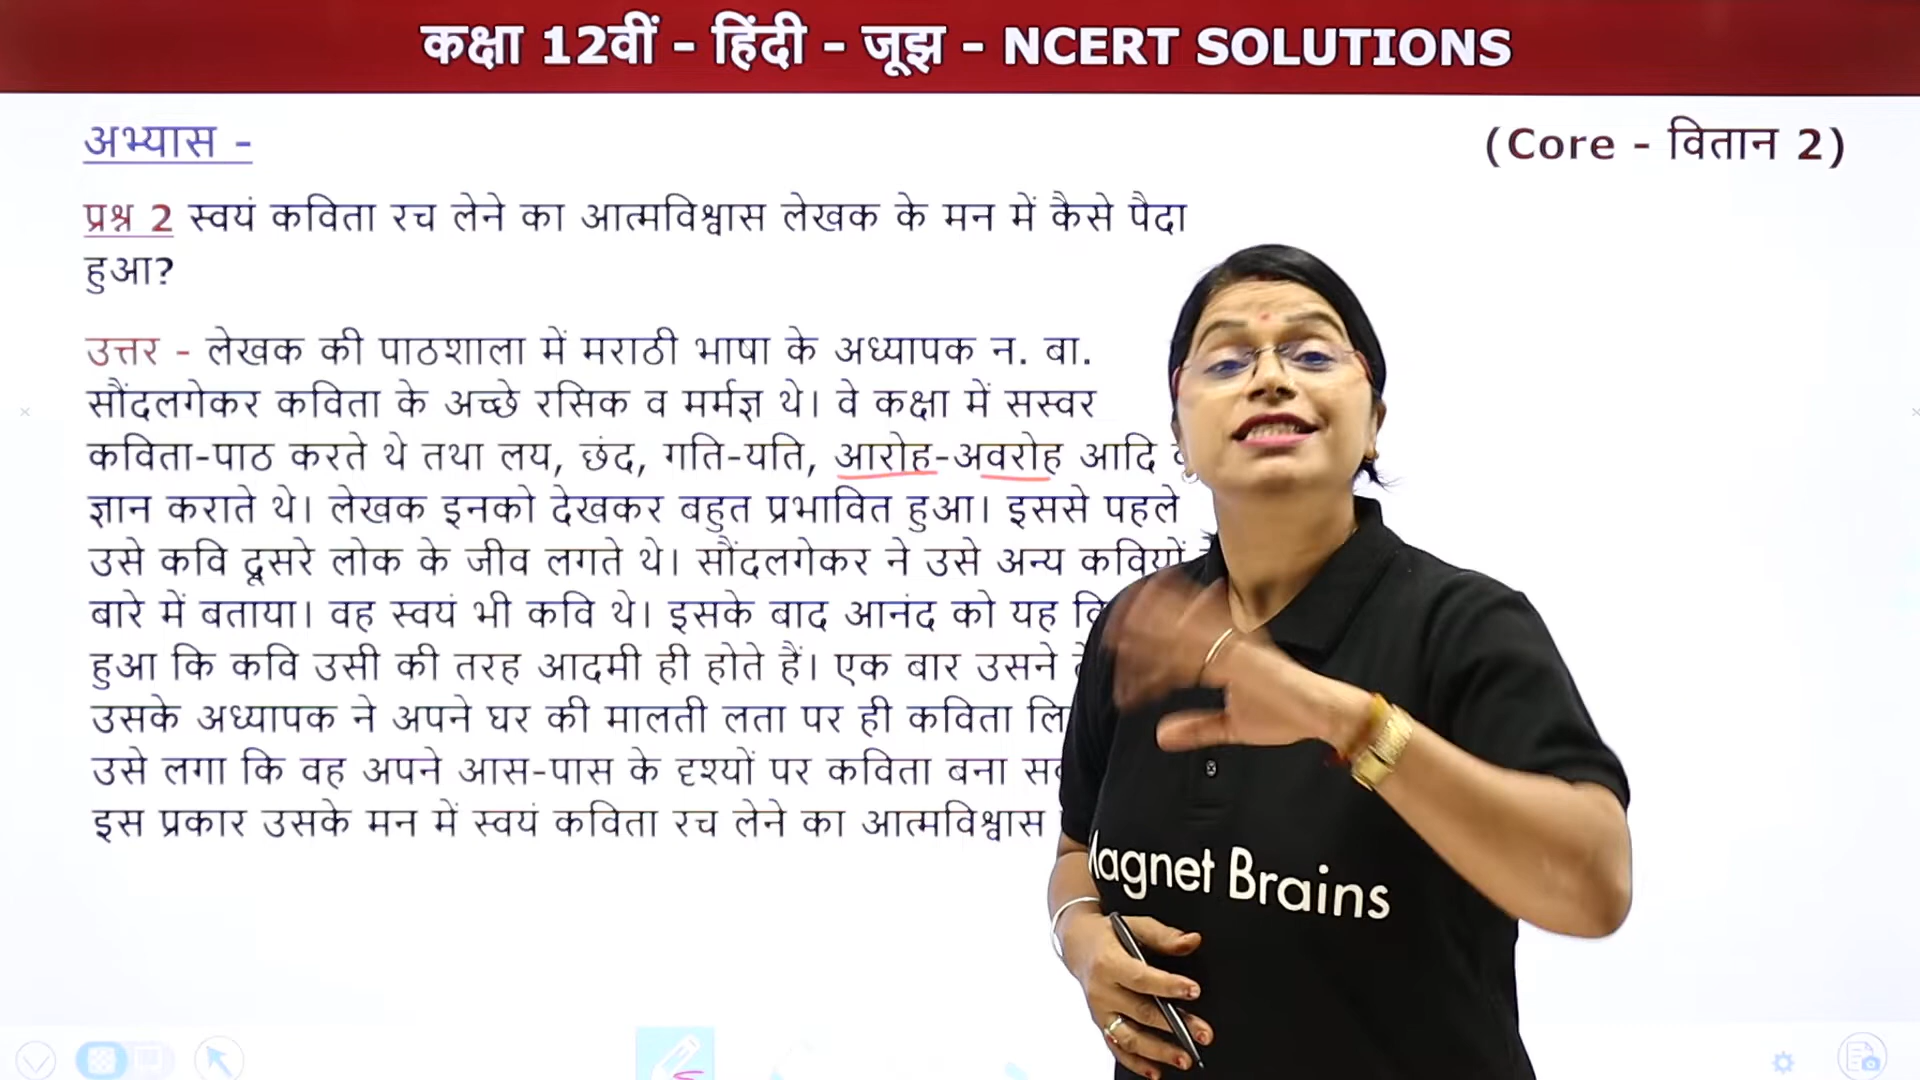 कक्षा 12वीं - हिंदी - जूझ - NCERT SOLUTIONS
अभ्यास -
(Core - वितान 2)
प्रश्न 2 स्वयं कविता रच लेने का आत्मविश्वास लेखक के मन में कैसे पैदा
हुआ?
उत्तर - लेखक की पाठशाला में मराठी भाषा के अध्यापक न. वा.
सौंदलगेकर कविता के अच्छे रसिक व मर्मज्ञ थे। वे कक्षा में सस्वर
कविता-पाठ करते थे तथा लय, छंद, गति-यति, आरोह-अवरोह आदि
ज्ञान कराते थे। लेखक इनको देखकर बहुत प्रभावित हुआ। इससे पहले
उसे कवि दूसरे लोक के जीव लगते थे। सौंदलगेकर ने उसे अन्य कवियों
बारे में बताया। वह स्वयं भी कवि थे। इसके बाद आनंद को यह
हुआ कि कवि उसी की तरह आदमी ही होते हैं। एक बार उसने
उसके अध्यापक ने अपने घर की मालती लता पर ही कविता
उसे लगा कि वह अपने आस-पास के दृश्यों पर कविता बना
इस प्रकार उसके मन में स्वयं कविता रच लेने का आत्मविश्वास
Magnet Brains